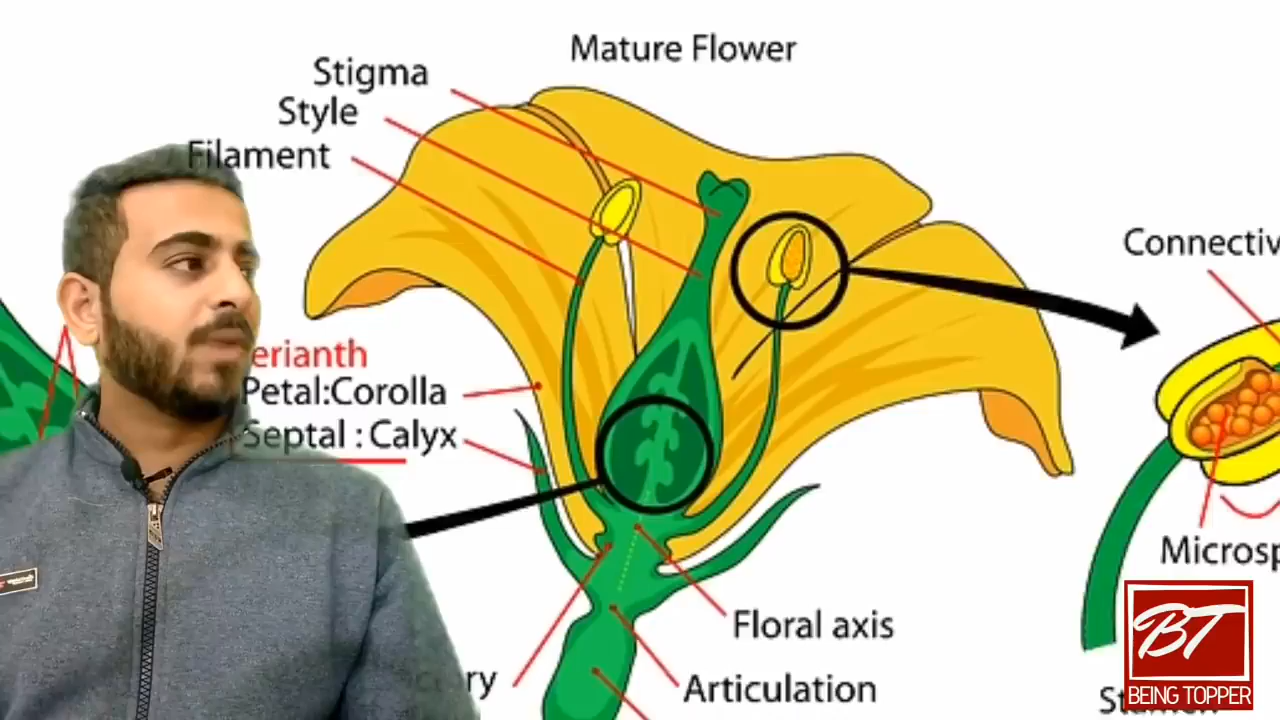 Mature Flower
Stigma
Style
Filament
Connectiv
erianth
Petal:Corolla
Septal : Calyx
Microsp
Floral axis
Articulation
BT
BEING TOPPER